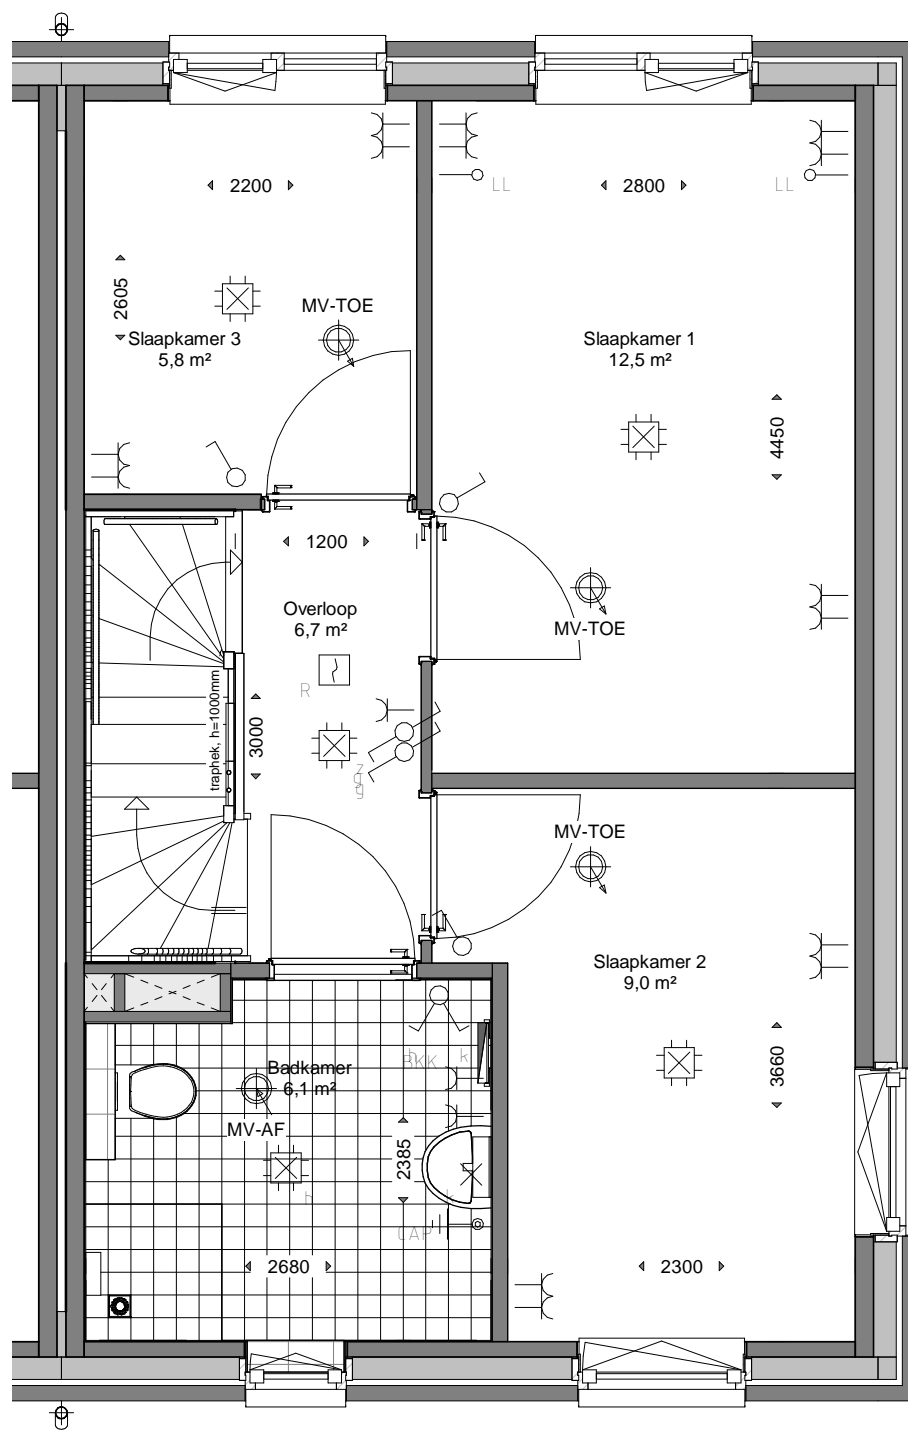 LL
LL
2200
2800
2605
MV-TOE
Slaapkamer 3
5,8 m²
Slaapkamer 1
12,5 m²
4450
1200
Overloop
6,7 m²
MV-TOE
R
traphek, h=1000mm
3000
z
g
g
MV-TOE
Slaapkamer 2
9,0 m²
3660
h
k
BKK
Badkamer
6,1 m²
MV-AF
2385
h
k
CAP
2680
2300